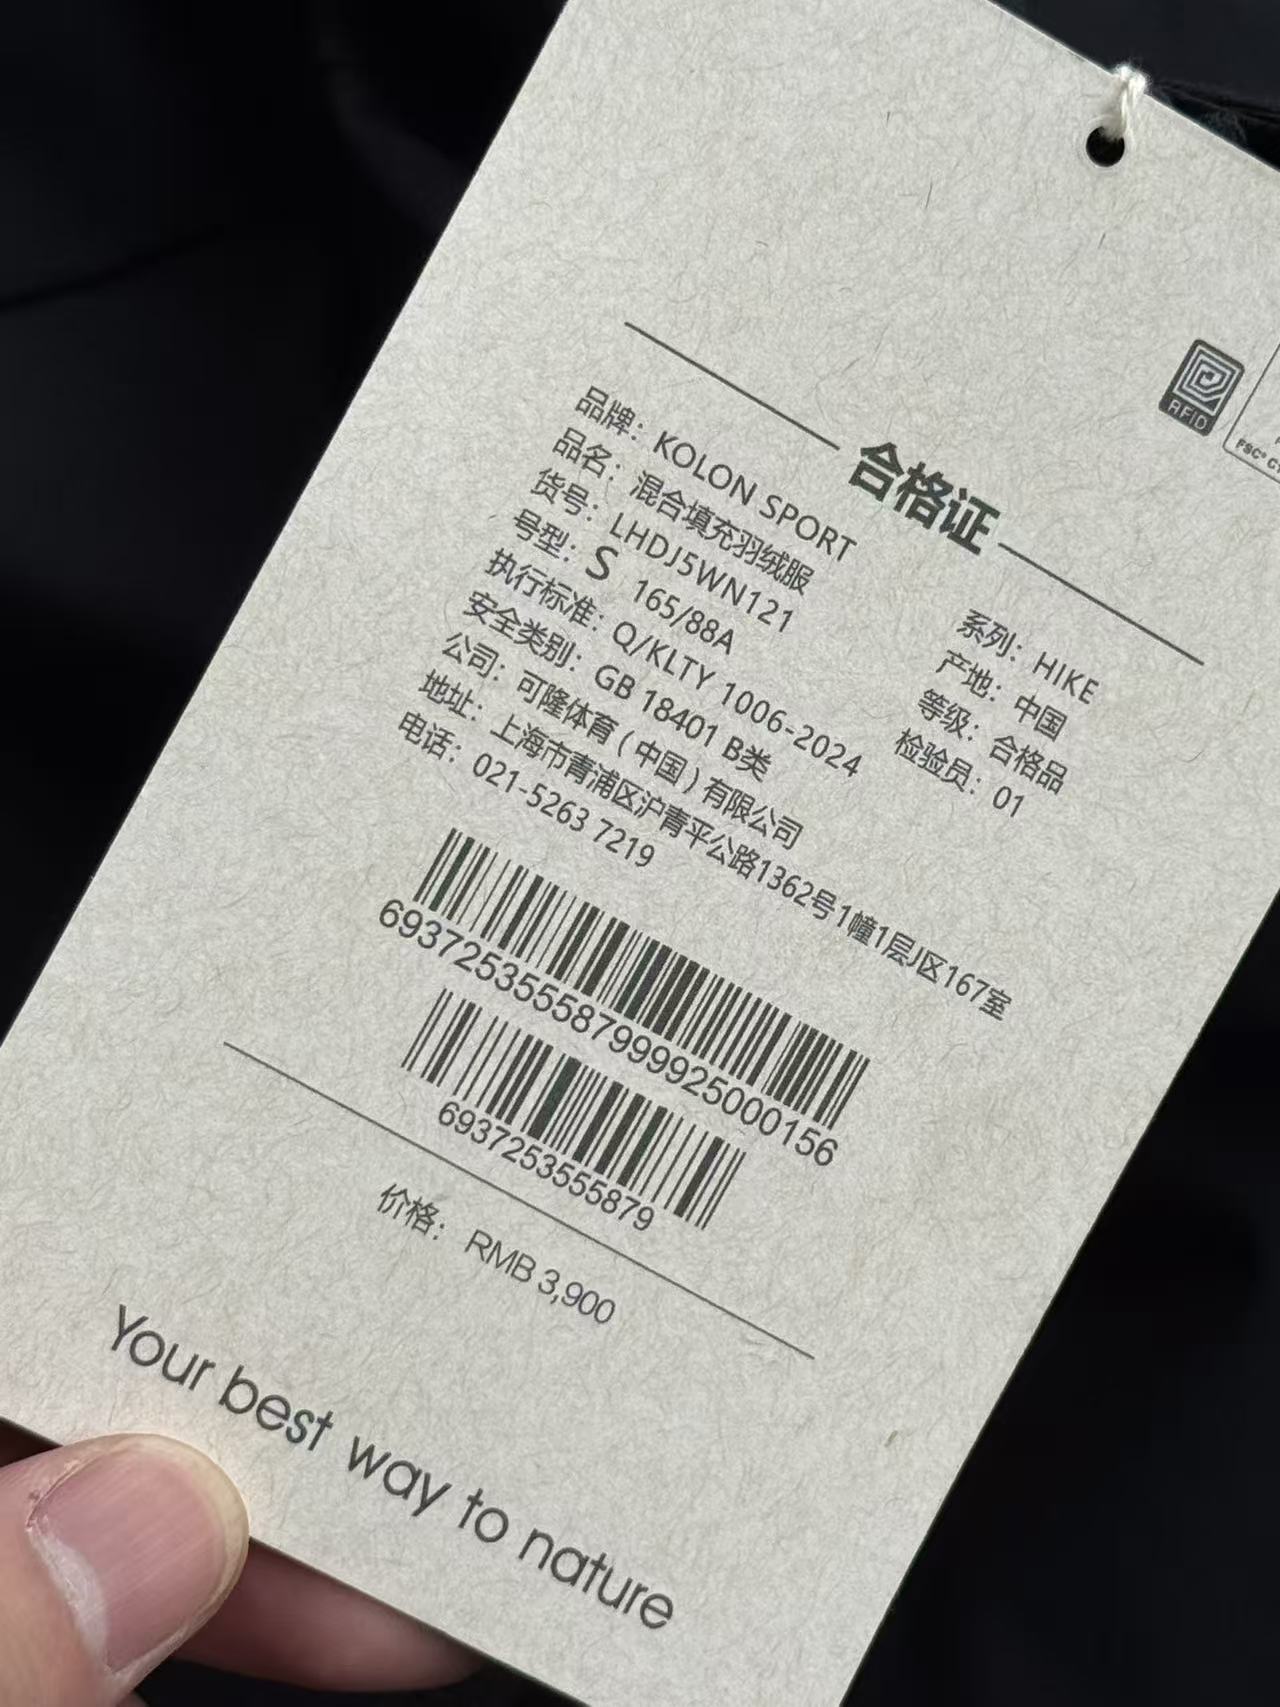 RFID
FSC®
合格证
品牌：KOLON SPORT
品名：混合填充羽绒服
货号：LHDJ5WN121
号型：S 165/88A
执行标准：Q/KLTY 1006-2024
安全类别：GB 18401 B类
公司：可隆体育（中国）有限公司
地址：上海市青浦区沪青平公路1362号1幢1层J区167室
电话：021-5263 7219
系列：HIKE
产地：中国
等级：合格品
检验员：01
693725355587999925000156
6937253555879
价格：RMB 3,900
Your best way to nature